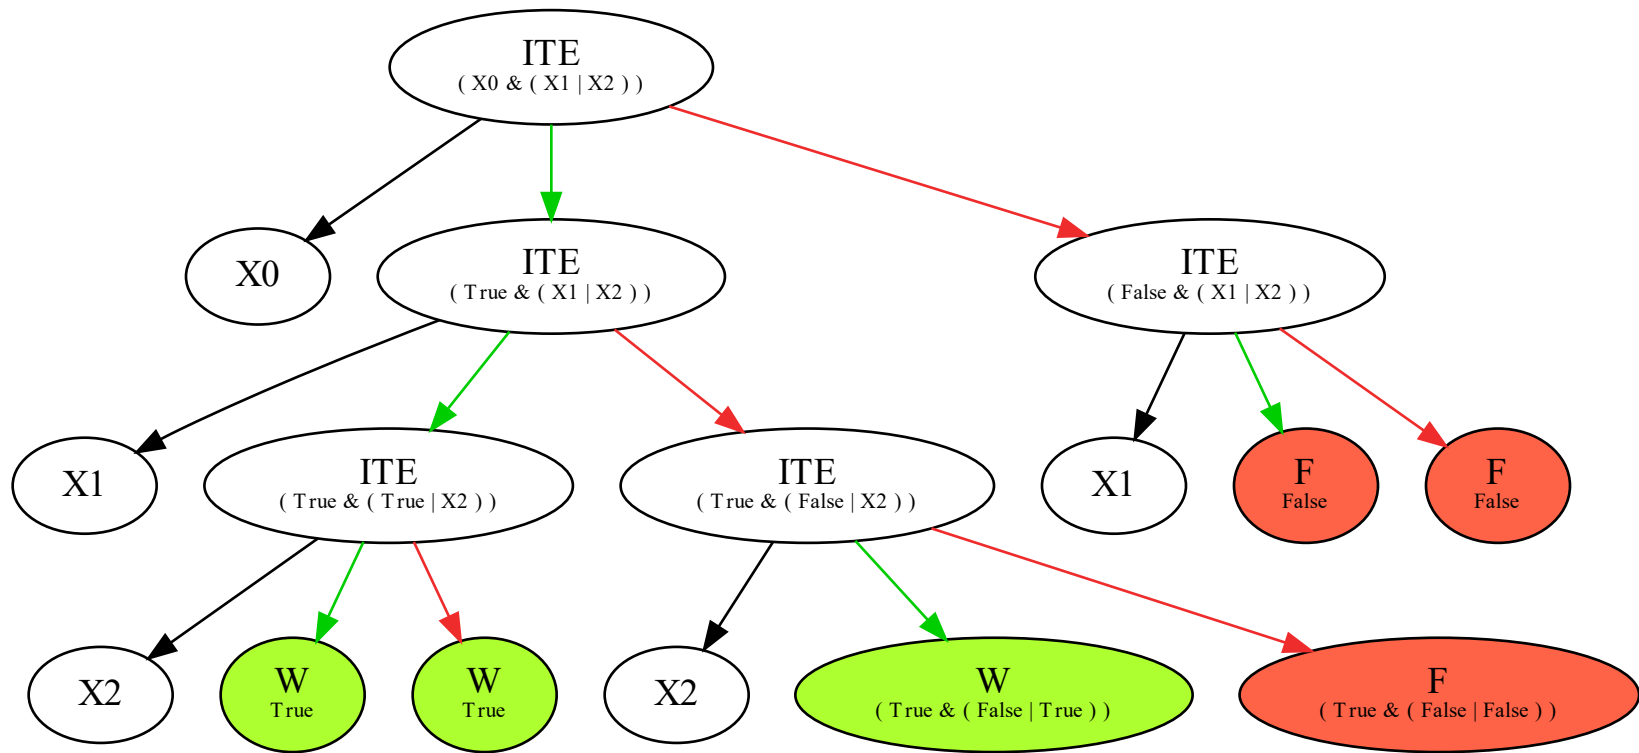 ITE
( X0 & ( X1 | X2 ) )
X0
ITE
( True & ( X1 | X2 ) )
ITE
( False & ( X1 | X2 ) )
X1
ITE
( True & ( True | X2 ) )
ITE
( True & ( False | X2 ) )
X1
F
False
F
False
X2
W
True
W
True
X2
W
( True & ( False | True ) )
F
( True & ( False | False ) )